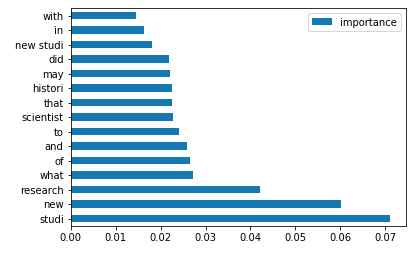 with
in
new studi
did
may
histori
that
scientist
to
and
of
what
research
new
studi
importance
0.00 0.01 0.02 0.03 0.04 0.05 0.06 0.07